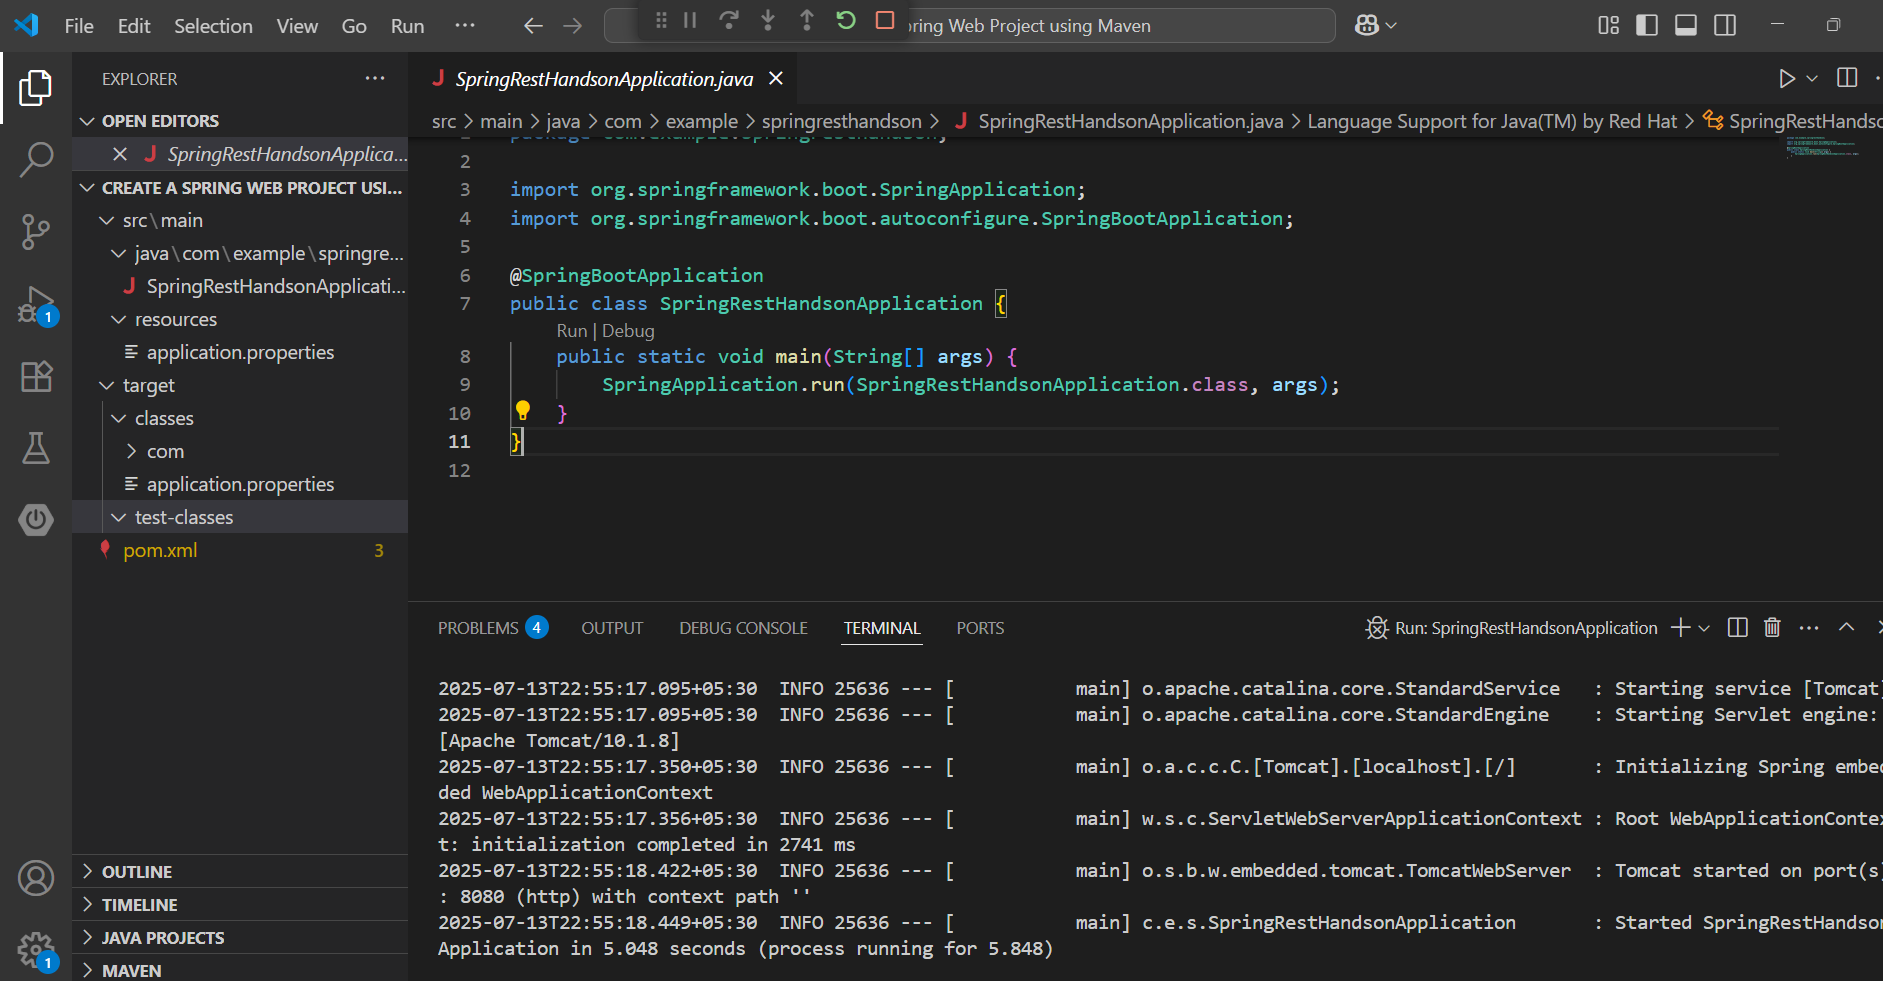 File Edit Selection View Go Run ···
ring Web Project using Maven
EXPLORER ···
OPEN EDITORS
SpringRestHandsonApplica...
CREATE A SPRING WEB PROJECT USI...
src\main
java\com\example\springre...
SpringRestHandsonApplicati...
resources
application.properties
target
classes
com
application.properties
test-classes
pom.xml 3
OUTLINE
TIMELINE
JAVA PROJECTS
MAVEN
1
1
SpringRestHandsonApplication.java
src > main > java > com > example > springresthandson > SpringRestHandsonApplication.java > Language Support for Java(TM) by Red Hat > SpringRestHandso
package com.example.springresthandson;
2
3 import org.springframework.boot.SpringApplication;
4 import org.springframework.boot.autoconfigure.SpringBootApplication;
5
6 @SpringBootApplication
7 public class SpringRestHandsonApplication {
Run | Debug
8 public static void main(String[] args) {
9 SpringApplication.run(SpringRestHandsonApplication.class, args);
10 }
11 }
12
PROBLEMS 4 OUTPUT DEBUG CONSOLE TERMINAL PORTS
Run: SpringRestHandsonApplication
2025-07-13T22:55:17.095+05:30  INFO 25636 --- [           main] o.apache.catalina.core.StandardService   : Starting service [Tomcat]
2025-07-13T22:55:17.095+05:30  INFO 25636 --- [           main] o.apache.catalina.core.StandardEngine    : Starting Servlet engine:
[Apache Tomcat/10.1.8]
2025-07-13T22:55:17.350+05:30  INFO 25636 --- [           main] o.a.c.c.C.[Tomcat].[localhost].[/]       : Initializing Spring embed
ded WebApplicationContext
2025-07-13T22:55:17.356+05:30  INFO 25636 --- [           main] w.s.c.ServletWebServerApplicationContext : Root WebApplicationContex
t: initialization completed in 2741 ms
2025-07-13T22:55:18.422+05:30  INFO 25636 --- [           main] o.s.b.w.embedded.tomcat.TomcatWebServer  : Tomcat started on port(s)
: 8080 (http) with context path ''
2025-07-13T22:55:18.449+05:30  INFO 25636 --- [           main] c.e.s.SpringRestHandsonApplication       : Started SpringRestHandson
Application in 5.048 seconds (process running for 5.848)